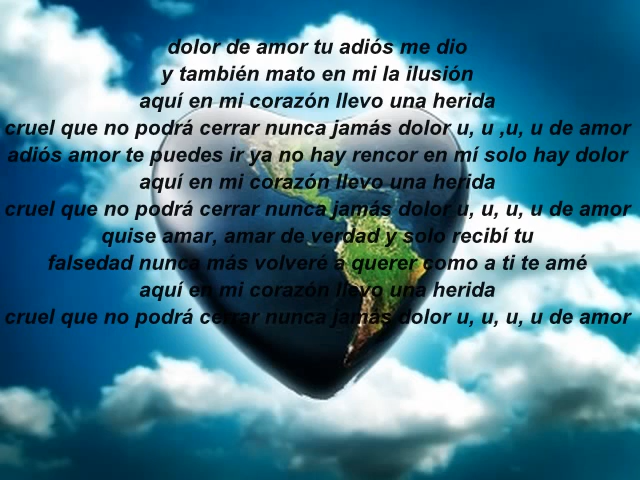 dolor de amor tu adiós me dio
y también mato en mi la ilusión
aquí en mi corazón llevo una herida
cruel que no podrá cerrar nunca jamás dolor u, u ,u, u de amor
adiós amor te puedes ir ya no hay rencor en mí solo hay dolor
aquí en mi corazón llevo una herida
cruel que no podrá cerrar nunca jamás dolor u, u, u, u de amor
quise amar, amar de verdad y solo recibí tu
falsedad nunca más volveré a querer como a ti te amé
aquí en mi corazón llevo una herida
cruel que no podrá cerrar nunca jamás dolor u, u, u, u de amor